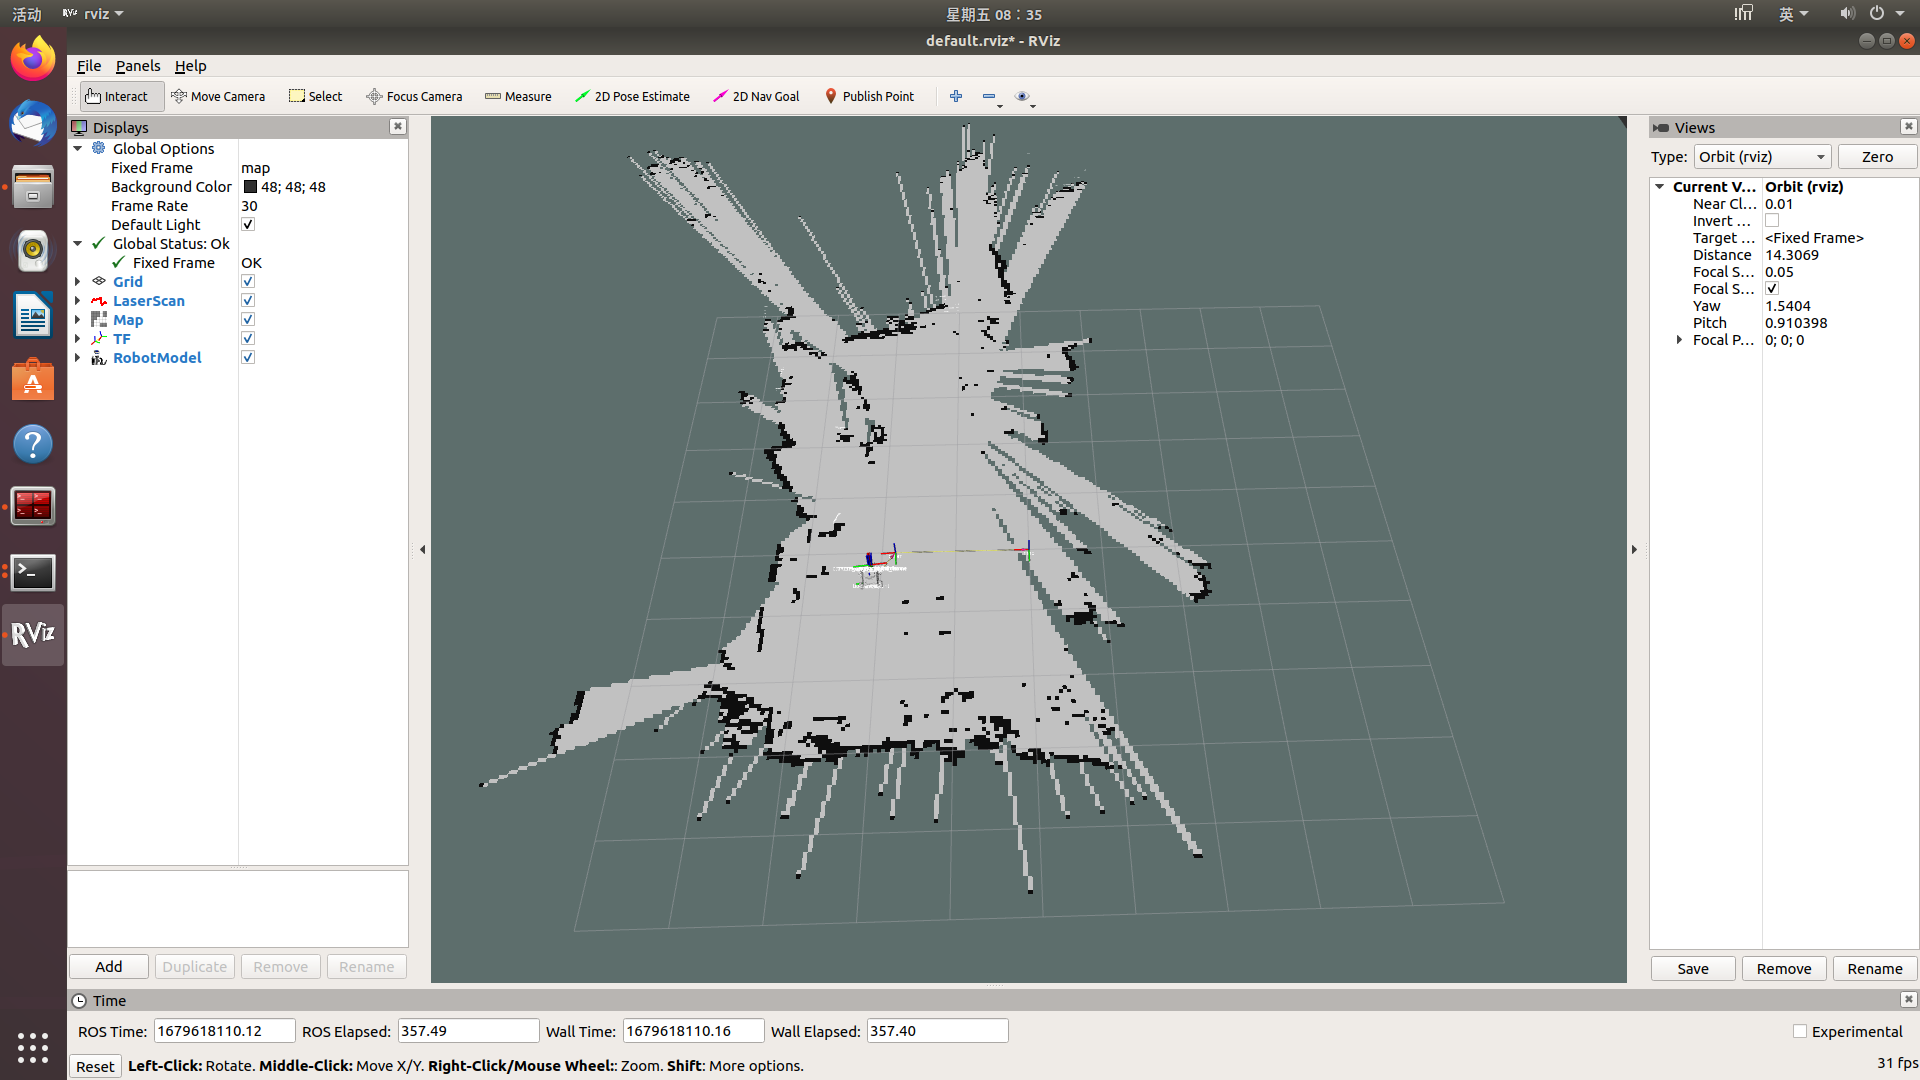 活动 rviz 星期五 08：35 英
default.rviz* - RViz
File Panels Help
Interact Move Camera Select Focus Camera Measure 2D Pose Estimate 2D Nav Goal Publish Point
Displays
Global Options
Fixed Frame map
Background Color 48; 48; 48
Frame Rate 30
Default Light
Global Status: Ok
Fixed Frame OK
Grid
LaserScan
Map
TF
RobotModel
Add Duplicate Remove Rename
Views
Type: Orbit (rviz) Zero
Current V... Orbit (rviz)
Near Cl... 0.01
Invert ...
Target ... <Fixed Frame>
Distance 14.3069
Focal S... 0.05
Focal S...
Yaw 1.5404
Pitch 0.910398
Focal P... 0; 0; 0
Save Remove Rename
RViz
Time
ROS Time: 1679618110.12 ROS Elapsed: 357.49 Wall Time: 1679618110.16 Wall Elapsed: 357.40 Experimental
Reset Left-Click: Rotate. Middle-Click: Move X/Y. Right-Click/Mouse Wheel:: Zoom. Shift: More options. 31 fps